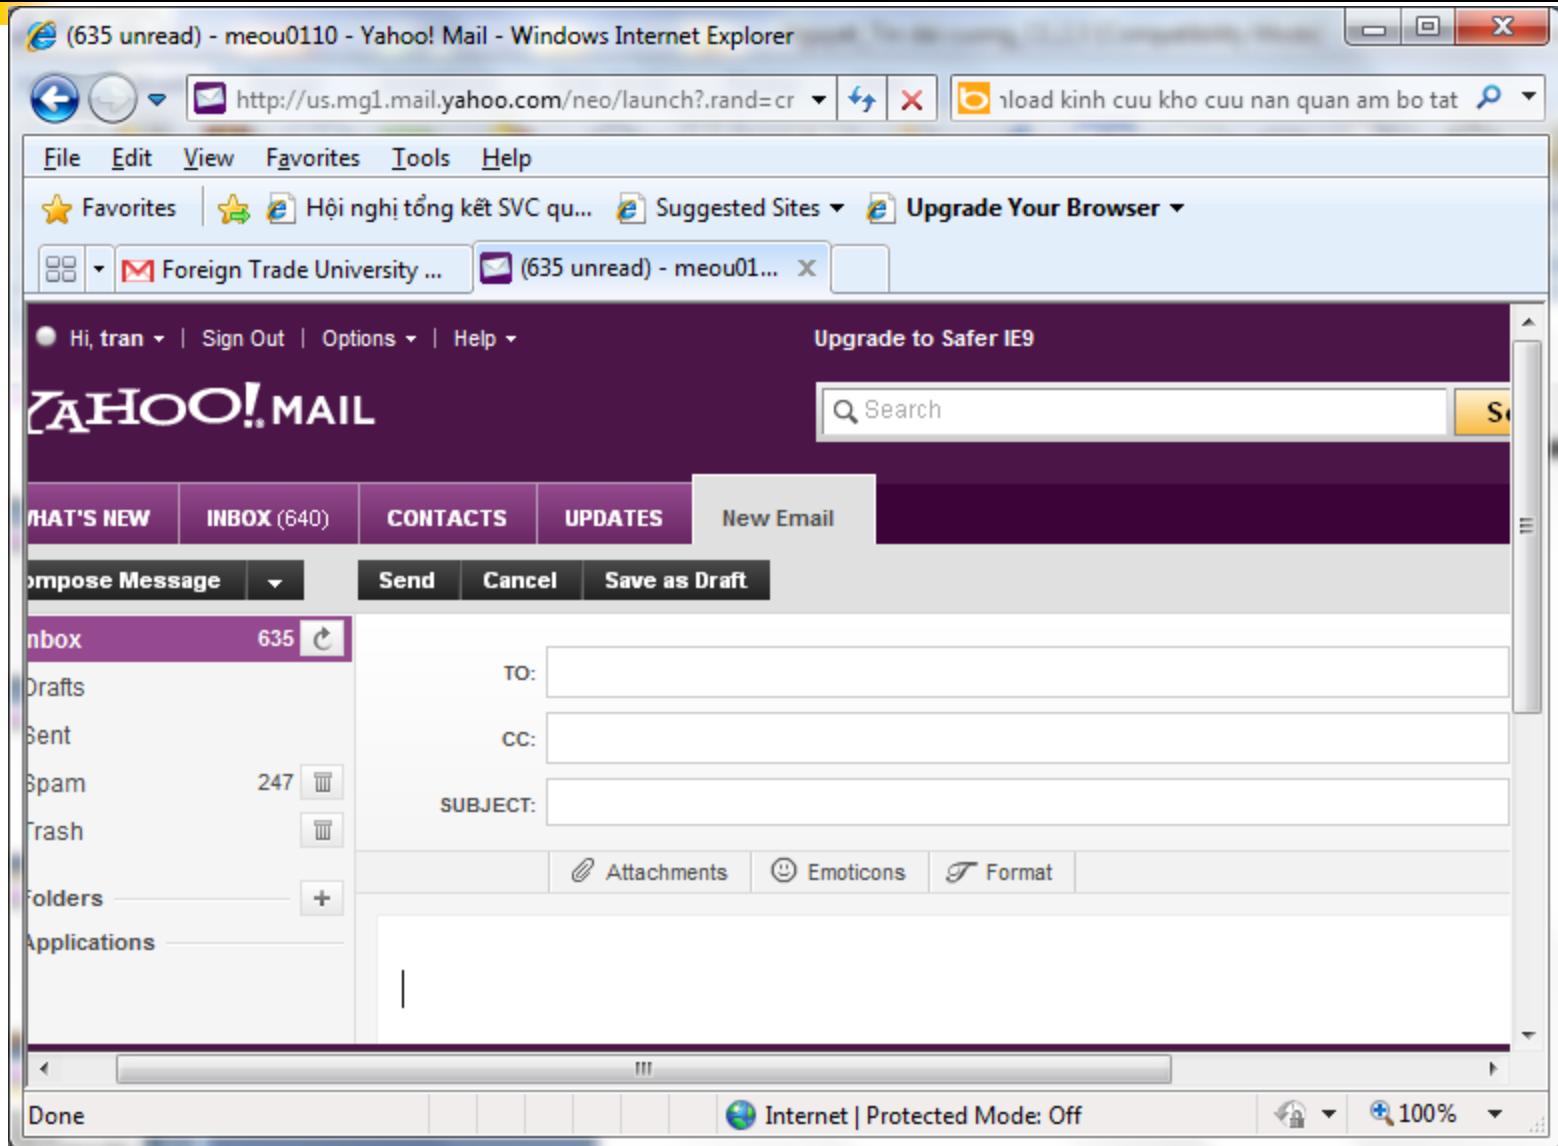 (635 unread) - meou0110 - Yahoo! Mail - Windows Internet Explorer
http://us.mg1.mail.yahoo.com/neo/launch?.rand=cr
kinh cuu kho cuu nan quan am bo tat
File Edit View Favorites Tools Help
Favorites Hội nghị tổng kết SVC qu... Suggested Sites Upgrade Your Browser
Foreign Trade University ... (635 unread) - meou01...
Hi, tran | Sign Out | Options | Help Upgrade to Safer IE9
YAHOO! MAIL Search
WHAT'S NEW INBOX (640) CONTACTS UPDATES New Email
ompose Message Send Cancel Save as Draft
nbox 635
TO:
Drafts
Sent
CC:
Spam 247
SUBJECT:
Trash
Attachments Emoticons Format
Folders
Applications
Done Internet | Protected Mode: Off 100%